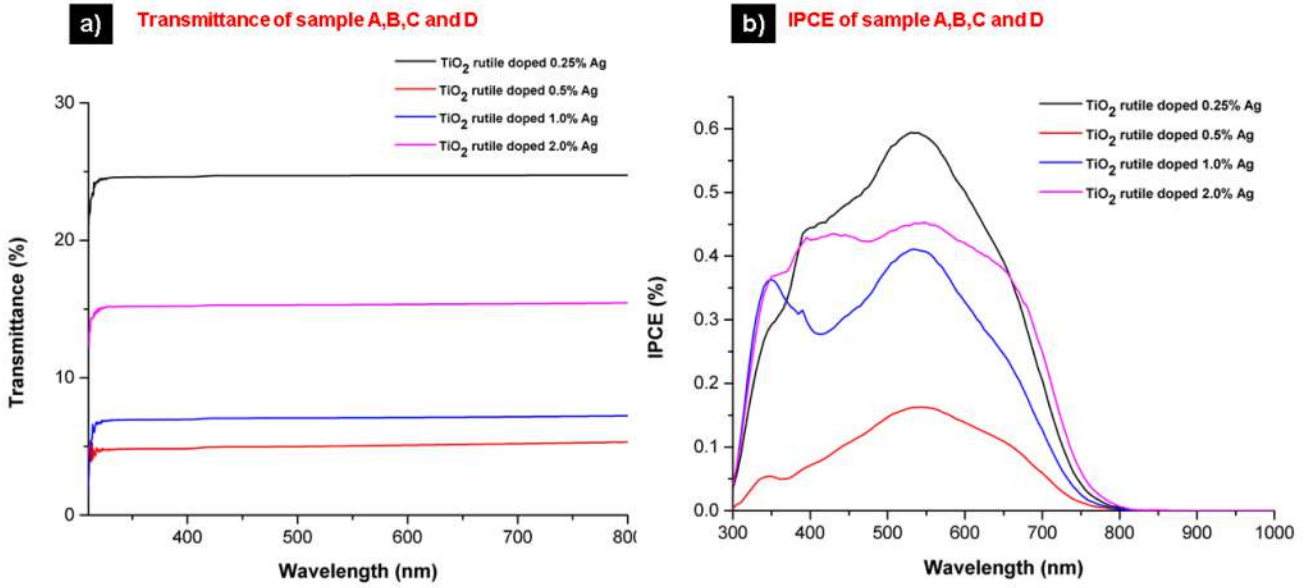 a)
Transmittance of sample A,B,C and D
TiO2 rutile doped 0.25% Ag
TiO2 rutile doped 0.5% Ag
TiO2 rutile doped 1.0% Ag
TiO2 rutile doped 2.0% Ag
30
20
10
0
Transmittance (%)
400
500
600
700
800
Wavelength (nm)
b)
IPCE of sample A,B,C and D
TiO2 rutile doped 0.25% Ag
TiO2 rutile doped 0.5% Ag
TiO2 rutile doped 1.0% Ag
TiO2 rutile doped 2.0% Ag
0.6
0.5
0.4
0.3
0.2
0.1
0.0
IPCE (%)
300
400
500
600
700
800
900
1000
Wavelength (nm)